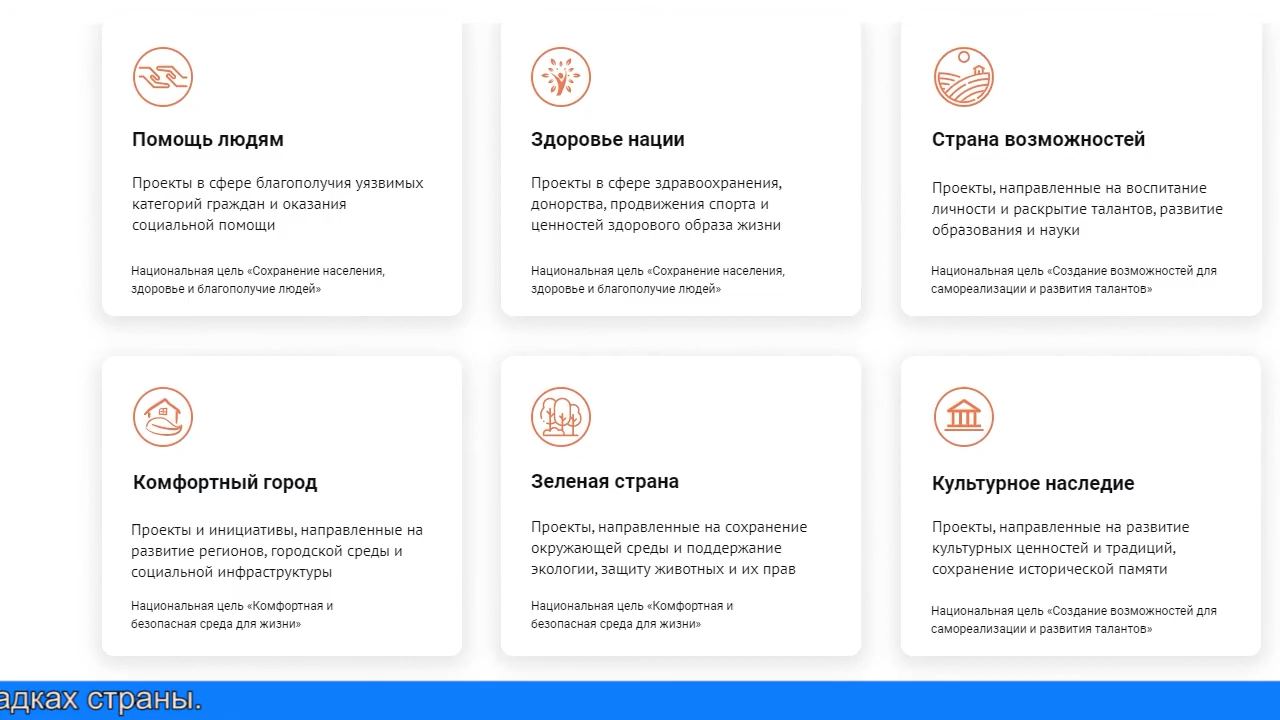 Помощь людям
Проекты в сфере благополучия уязвимых
категорий граждан и оказания
социальной помощи
Национальная цель «Сохранение населения,
здоровье и благополучие людей»
Здоровье нации
Проекты в сфере здравоохранения,
донорства, продвижения спорта и
ценностей здорового образа жизни
Национальная цель «Сохранение населения,
здоровье и благополучие людей»
Страна возможностей
Проекты, направленные на воспитание
личности и раскрытие талантов, развитие
образования и науки
Национальная цель «Создание возможностей для
самореализации и развития талантов»
Комфортный город
Проекты и инициативы, направленные на
развитие регионов, городской среды и
социальной инфраструктуры
Национальная цель «Комфортная и
безопасная среда для жизни»
Зеленая страна
Проекты, направленные на сохранение
окружающей среды и поддержание
экологии, защиту животных и их прав
Национальная цель «Комфортная и
безопасная среда для жизни»
Культурное наследие
Проекты, направленные на развитие
культурных ценностей и традиций,
сохранение исторической памяти
Национальная цель «Создание возможностей для
самореализации и развития талантов»
адках страны.